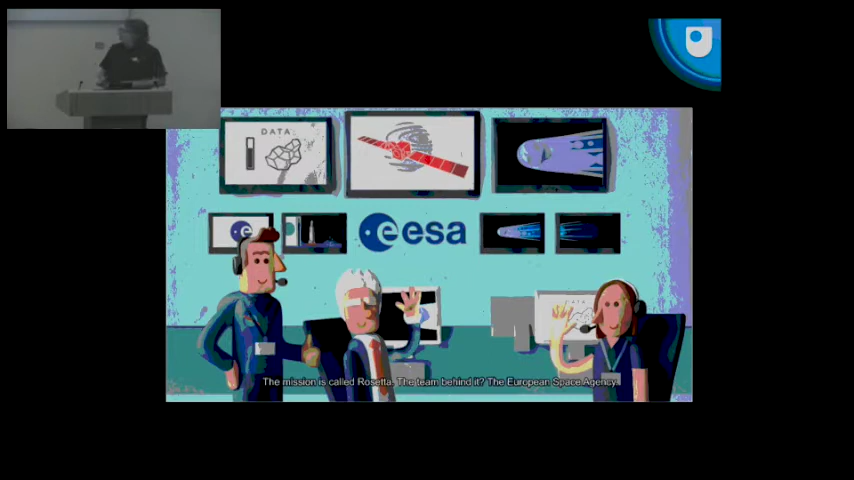 DATA
esa
The mission is called Rosetta. The team behind it? The European Space Agency.